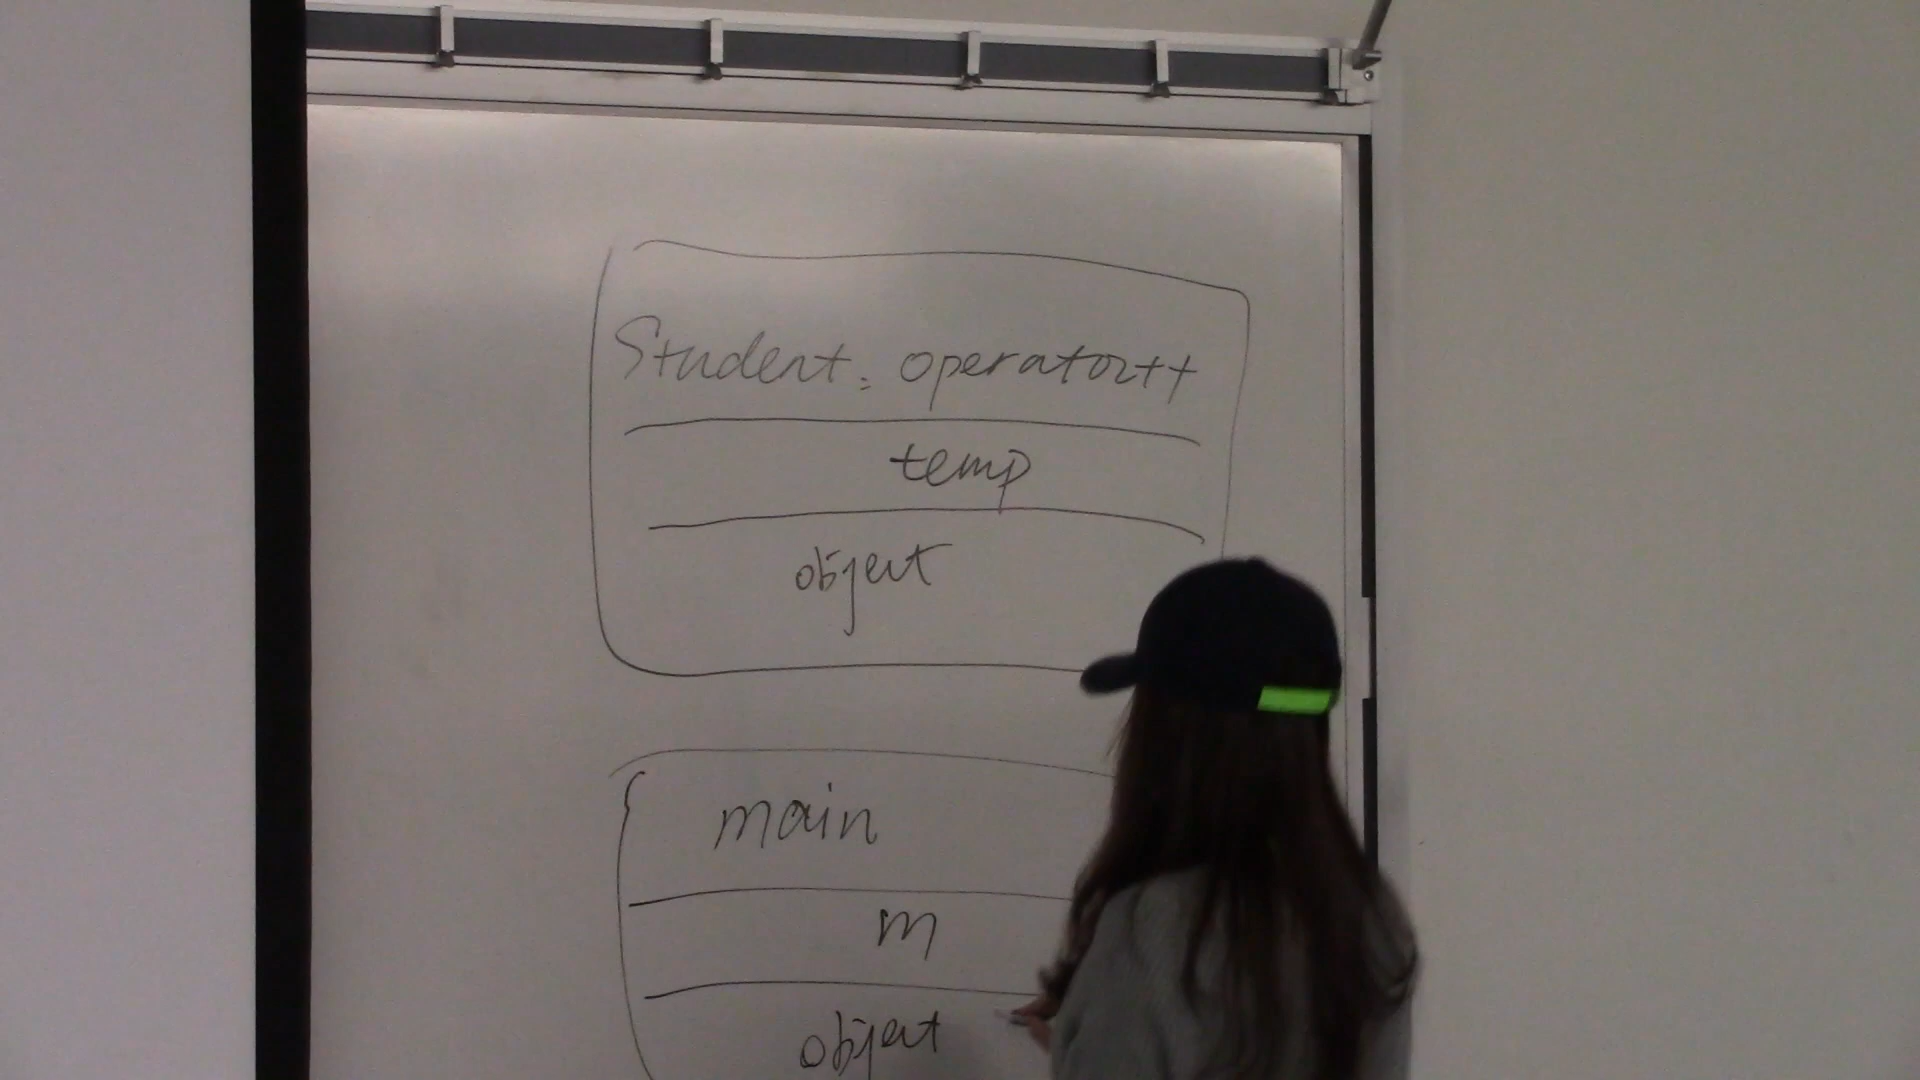 Student: operator++
temp
object
main
m
object